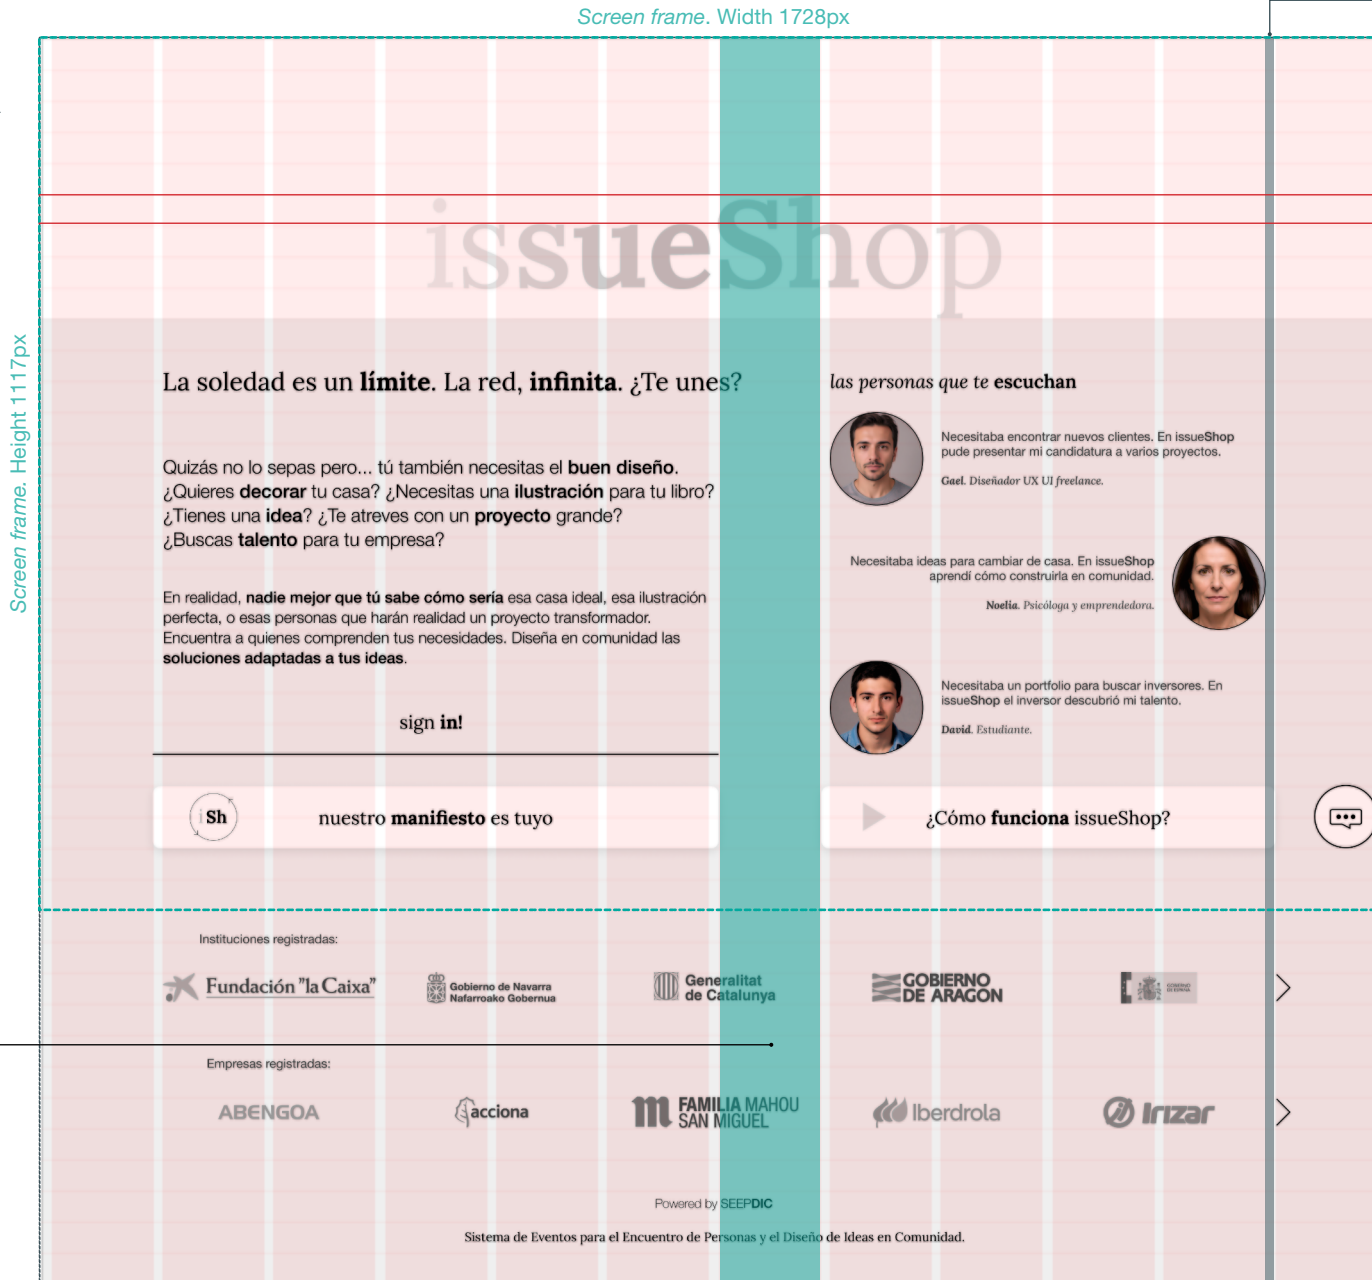 Screen frame. Width 1728px
Screen frame. Height 1117px
issueShop
La soledad es un límite. La red, infinita. ¿Te unes?
Quizás no lo sepas pero... tú también necesitas el buen diseño.
¿Quieres decorar tu casa? ¿Necesitas una ilustración para tu libro?
¿Tienes una idea? ¿Te atreves con un proyecto grande?
¿Buscas talento para tu empresa?
En realidad, nadie mejor que tú sabe cómo sería esa casa ideal, esa ilustración
perfecta, o esas personas que harán realidad un proyecto transformador.
Encuentra a quienes comprenden tus necesidades. Diseña en comunidad las
soluciones adaptadas a tus ideas.
sign in!
las personas que te escuchan
Necesitaba encontrar nuevos clientes. En issueShop
pude presentar mi candidatura a varios proyectos.
Gael. Diseñador UX UI freelance.
Necesitaba ideas para cambiar de casa. En issueShop
aprendí cómo construirla en comunidad.
Noelia. Psicóloga y emprendedora.
Necesitaba un portfolio para buscar inversores. En
issueShop el inversor descubrió mi talento.
David. Estudiante.
iSh
nuestro manifiesto es tuyo
¿Cómo funciona issueShop?
Instituciones registradas:
Fundación "la Caixa"
Gobierno de Navarra
Nafarroako Gobernua
Generalitat
de Catalunya
GOBIERNO
DE ARAGON
GOBIERNO
DE ESPAÑA
Empresas registradas:
ABENGOA
acciona
FAMILIA MAHOU
SAN MIGUEL
Iberdrola
Irizar
Powered by SEEPDIC
Sistema de Eventos para el Encuentro de Personas y el Diseño de Ideas en Comunidad.